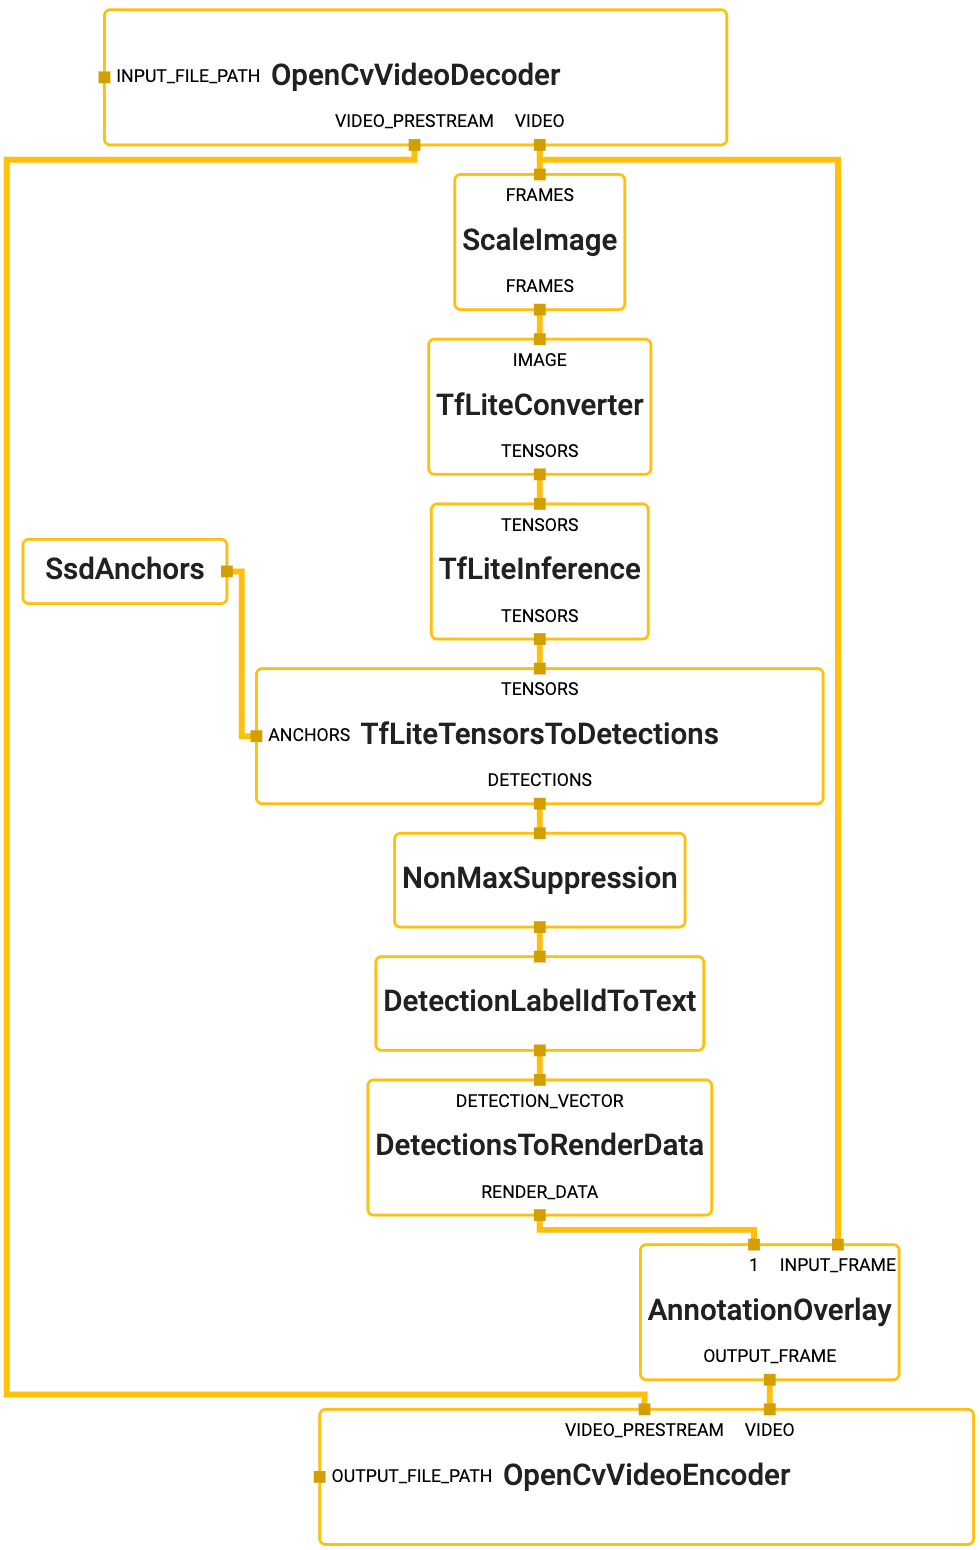 INPUT_FILE_PATH OpenCvVideoDecoder
VIDEO_PRESTREAM VIDEO
FRAMES
ScaleImage
FRAMES
IMAGE
TfLiteConverter
TENSORS
TENSORS
TfLiteInference
TENSORS
SsdAnchors
TENSORS
ANCHORS TfLiteTensorsToDetections
DETECTIONS
NonMaxSuppression
DetectionLabelIdToText
DETECTION_VECTOR
DetectionsToRenderData
RENDER_DATA
1 INPUT_FRAME
AnnotationOverlay
OUTPUT_FRAME
VIDEO_PRESTREAM VIDEO
OUTPUT_FILE_PATH OpenCvVideoEncoder